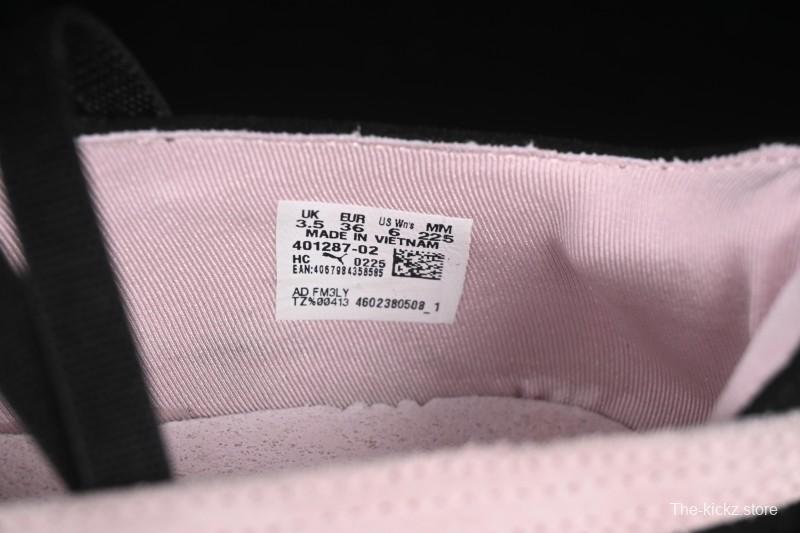 UK EUR US Wn's MM
3.5 36 6 225
MADE IN VIETNAM
401287-02
HC 0225
EAN:4067984358585
AD FM3LY
TZ%00413 4602380508_1
The-kickz.store